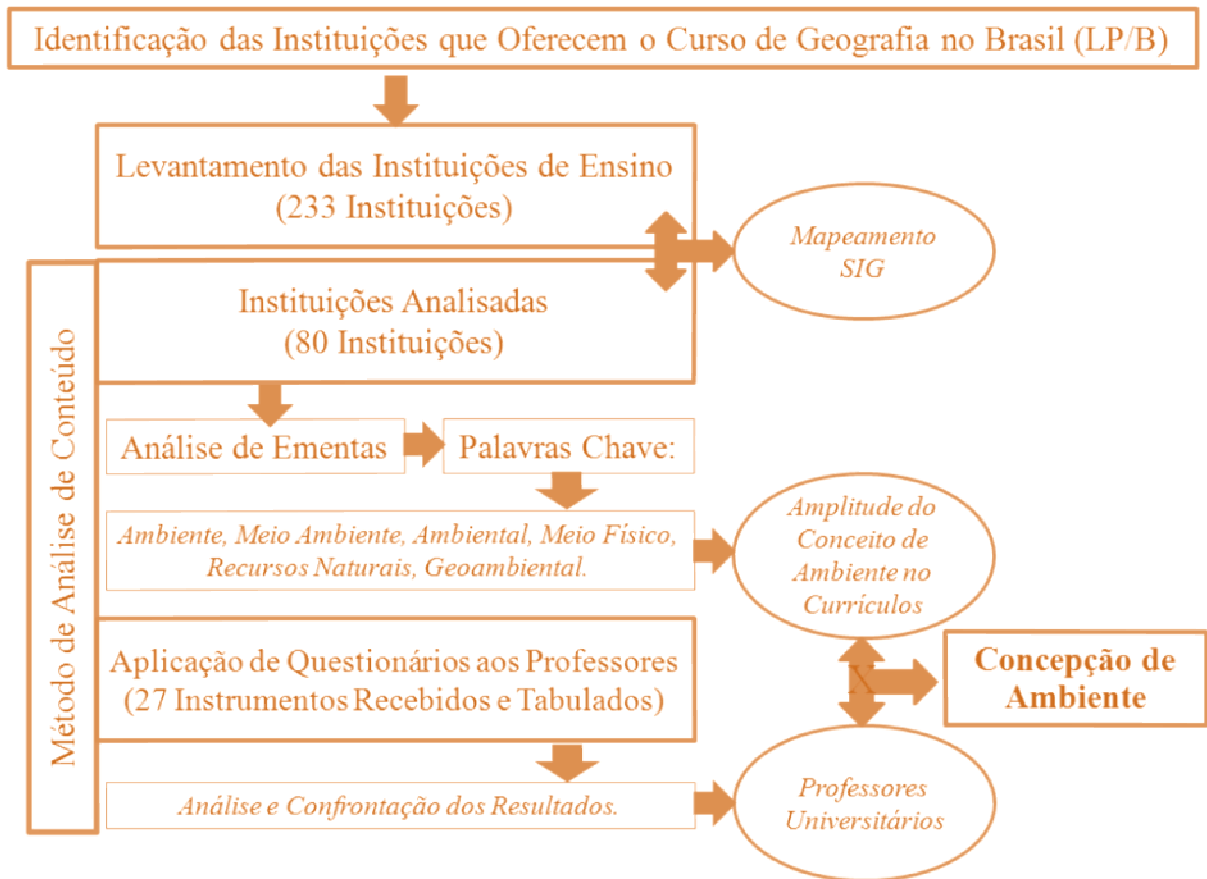 Identificação das Instituições que Oferecem o Curso de Geografia no Brasil (LP/B)
Levantamento das Instituições de Ensino
(233 Instituições)
Mapeamento
SIG
Método de Análise de Conteúdo
Instituições Analisadas
(80 Instituições)
Análise de Ementas
Palavras Chave:
Ambiente, Meio Ambiente, Ambiental, Meio Físico,
Recursos Naturais, Geoambiental.
Amplitude do
Conceito de
Ambiente no
Currículos
Aplicação de Questionários aos Professores
(27 Instrumentos Recebidos e Tabulados)
X
Concepção de
Ambiente
Análise e Confrontação dos Resultados.
Professores
Universitários